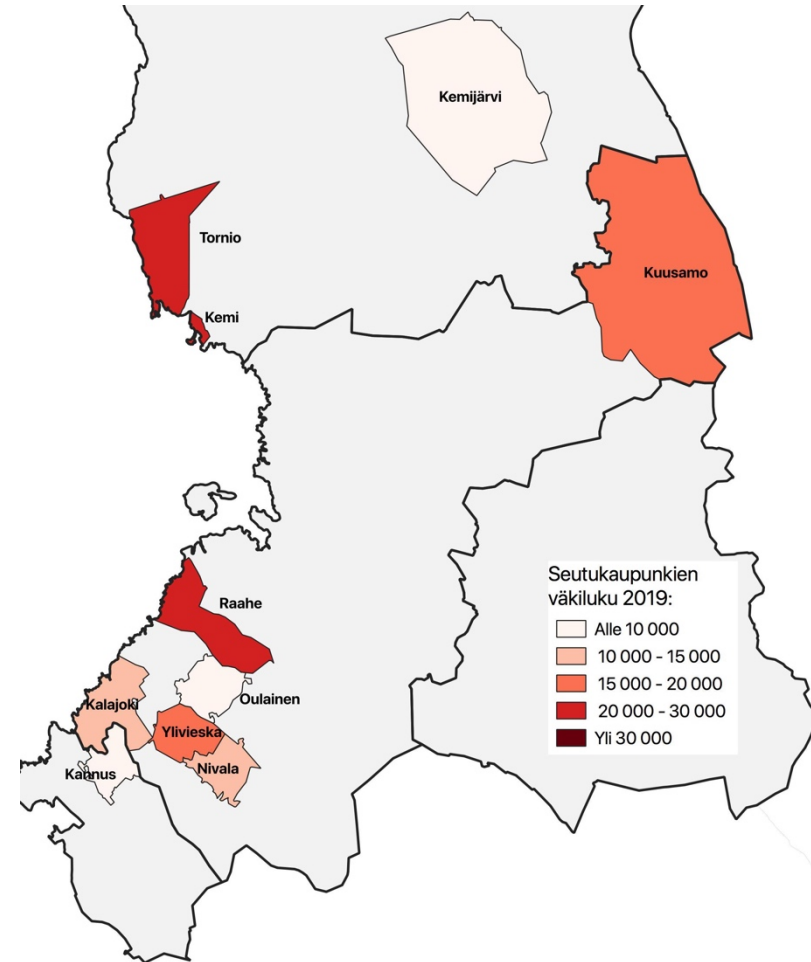 Kemijärvi
Tornio
Kuusamo
Kemi
Seutukaupunkien
väkiluku 2019:
Alle 10 000
10 000 - 15 000
15 000 - 20 000
20 000 - 30 000
Yli 30 000
Raahe
Oulainen
Kalajoki
Ylivieska
Nivala
Kannus